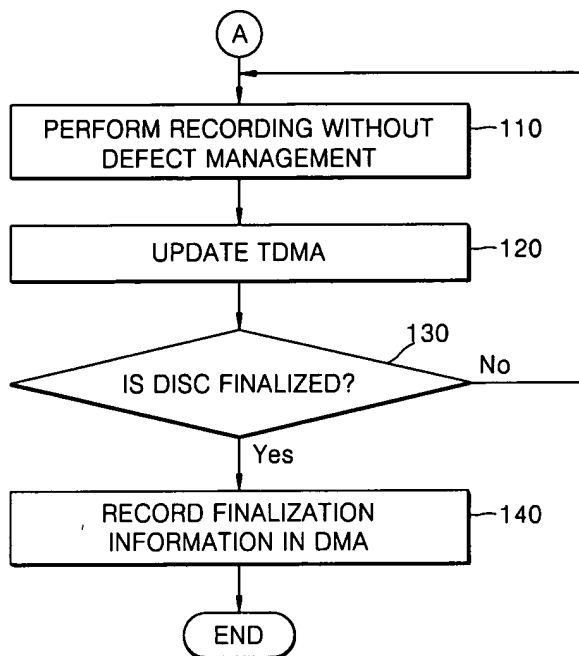 A
PERFORM RECORDING WITHOUT
DEFECT MANAGEMENT
110
UPDATE TDMA
120
130
IS DISC FINALIZED?
No
Yes
RECORD FINALIZATION
INFORMATION IN DMA
140
END